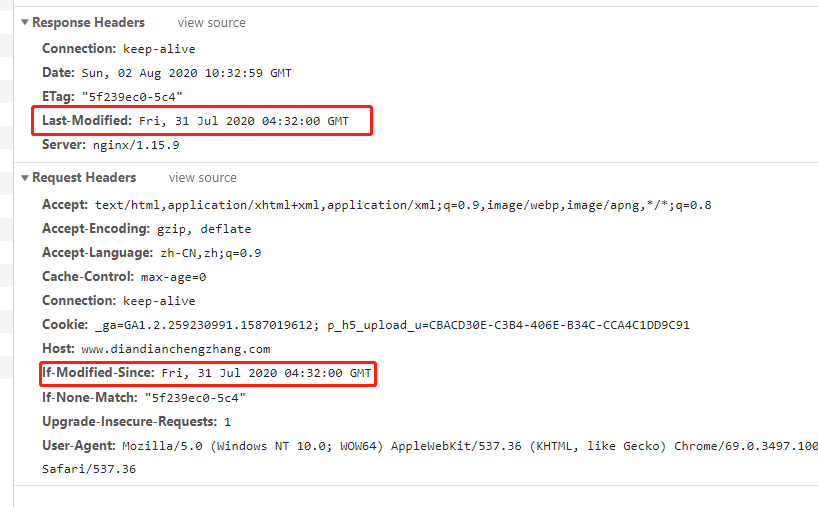 Response Headers view source
Connection: keep-alive
Date: Sun, 02 Aug 2020 10:32:59 GMT
ETag: "5f239ec0-5c4"
Last-Modified: Fri, 31 Jul 2020 04:32:00 GMT
Server: nginx/1.15.9
Request Headers view source
Accept: text/html,application/xhtml+xml,application/xml;q=0.9,image/webp,image/apng,*/*;q=0.8
Accept-Encoding: gzip, deflate
Accept-Language: zh-CN,zh;q=0.9
Cache-Control: max-age=0
Connection: keep-alive
Cookie: _ga=GA1.2.259230991.1587019612; p_h5_upload_u=CBACD30E-C3B4-406E-B34C-CCA4C1DD9C91
Host: www.diandianchengzhang.com
If-Modified-Since: Fri, 31 Jul 2020 04:32:00 GMT
If-None-Match: "5f239ec0-5c4"
Upgrade-Insecure-Requests: 1
User-Agent: Mozilla/5.0 (Windows NT 10.0; WOW64) AppleWebKit/537.36 (KHTML, like Gecko) Chrome/69.0.3497.100
Safari/537.36